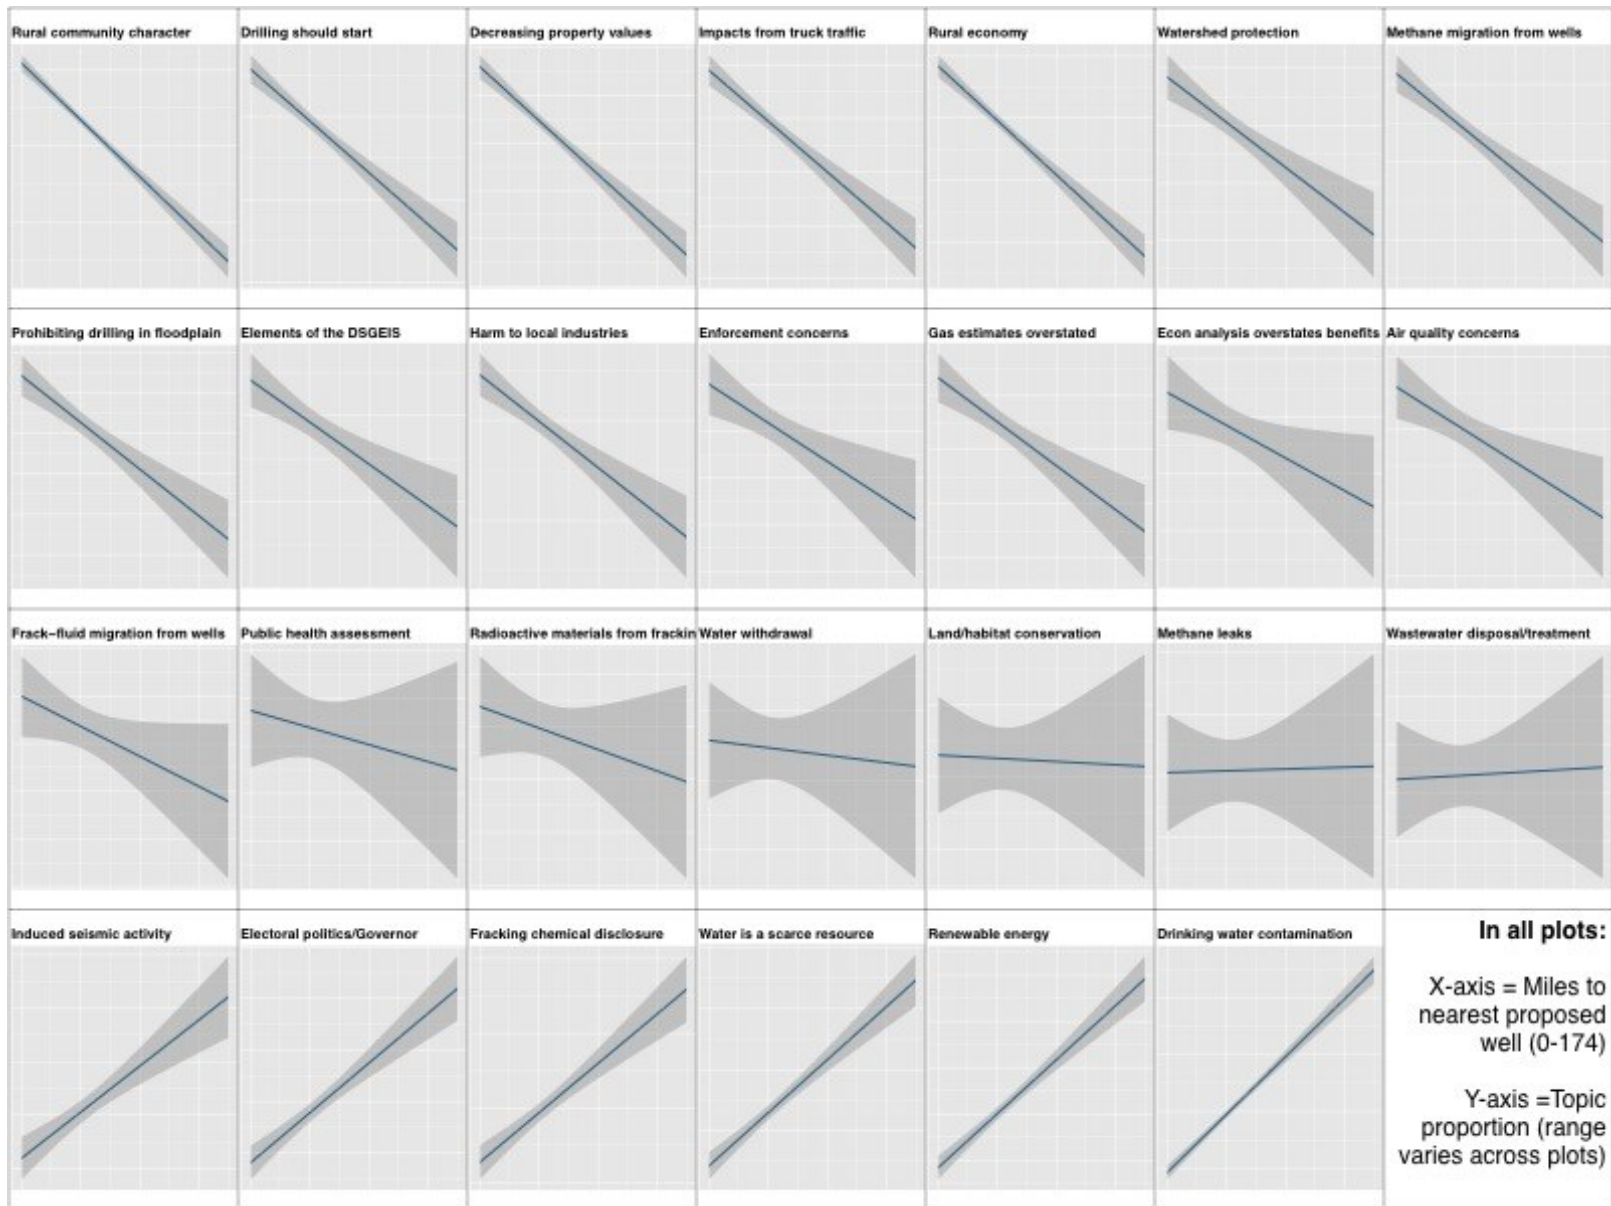 Rural community character
Drilling should start
Decreasing property values
Impacts from truck traffic
Rural economy
Watershed protection
Methane migration from wells
Prohibiting drilling in floodplain
Elements of the DSGEIS
Harm to local industries
Enforcement concerns
Gas estimates overstated
Econ analysis overstates benefits
Air quality concerns
Frack-fluid migration from wells
Public health assessment
Radioactive materials from frackin
Water withdrawal
Land/habitat conservation
Methane leaks
Wastewater disposal/treatment
Induced seismic activity
Electoral politics/Governor
Fracking chemical disclosure
Water is a scarce resource
Renewable energy
Drinking water contamination
In all plots:
X-axis = Miles to
nearest proposed
well (0-174)
Y-axis =Topic
proportion (range
varies across plots)